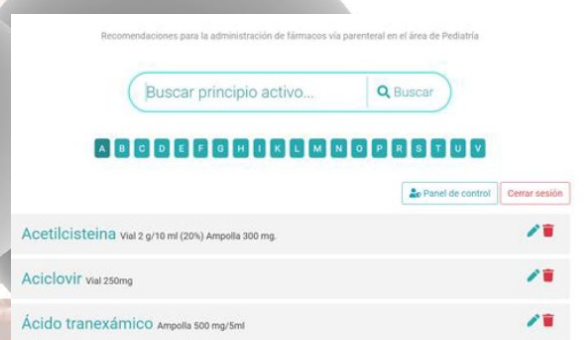 Recomendaciones para la administración de fármacos vía parenteral en el área de Pediatría
Buscar principio activo... Buscar
A B C D E F G H I K L M N O P R S T U V
Panel de control Cerrar sesión
Acetilcisteina Vial 2 g/10 ml (20%) Ampolla 300 mg.
Aciclovir Vial 250mg
Ácido tranexámico Ampolla 500 mg/5ml